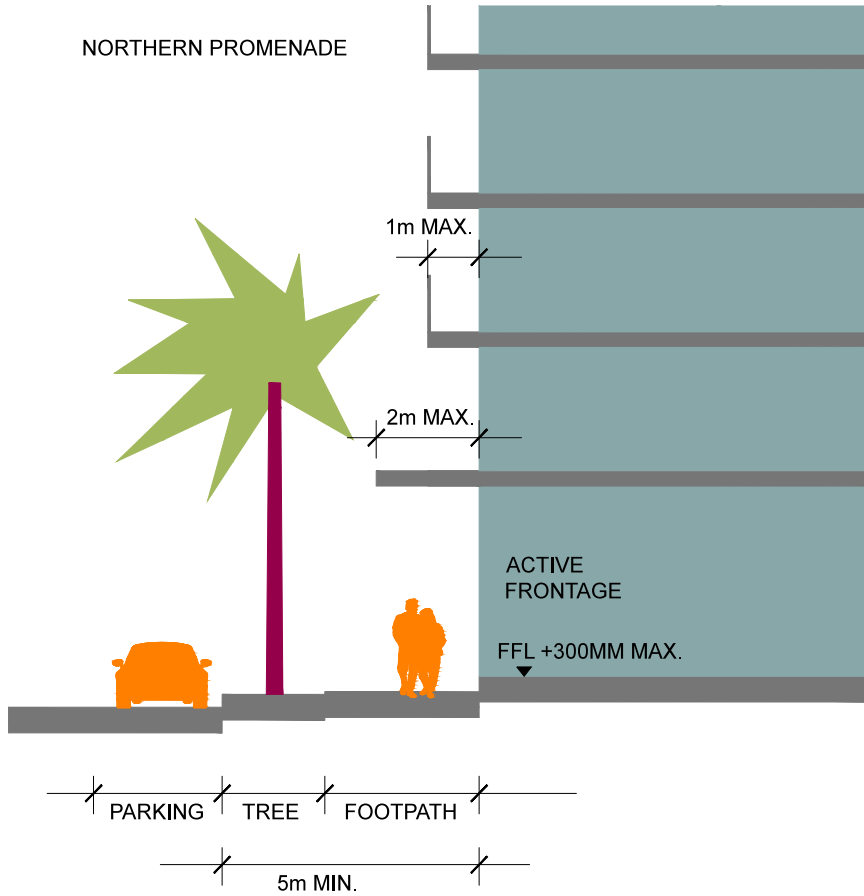 NORTHERN PROMENADE
1m MAX.
2m MAX.
ACTIVE
FRONTAGE
FFL +300MM MAX.
PARKING TREE FOOTPATH
5m MIN.